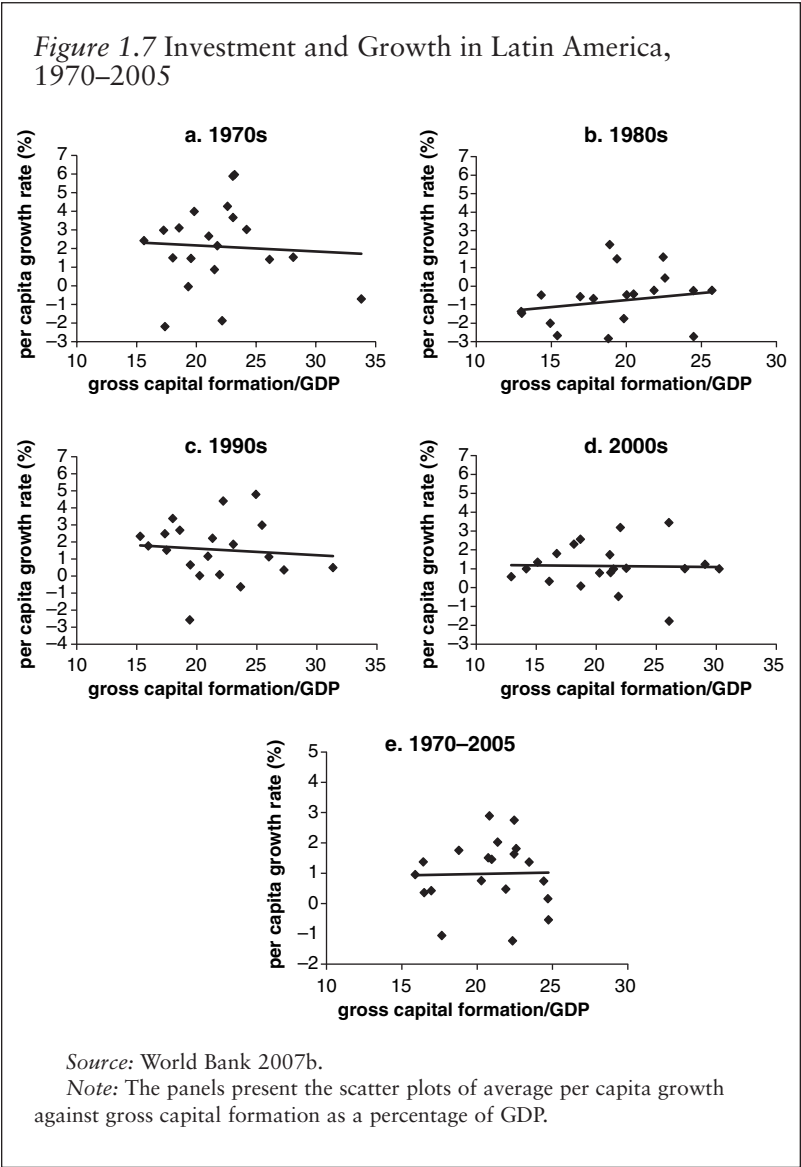 Figure 1.7 Investment and Growth in Latin America,
1970–2005
a. 1970s
per capita growth rate (%)
7
6
5
4
3
2
1
0
–1
–2
–3
10 15 20 25 30 35
gross capital formation/GDP
b. 1980s
per capita growth rate (%)
7
6
5
4
3
2
1
0
–1
–2
–3
10 15 20 25 30
gross capital formation/GDP
c. 1990s
per capita growth rate (%)
7
6
5
4
3
2
1
0
–1
–2
–3
–4
10 15 20 25 30 35
gross capital formation/GDP
d. 2000s
per capita growth rate (%)
7
6
5
4
3
2
1
0
–1
–2
–3
10 15 20 25 30 35
gross capital formation/GDP
e. 1970–2005
per capita growth rate (%)
5
4
3
2
1
0
–1
–2
10 15 20 25 30
gross capital formation/GDP
Source: World Bank 2007b.
Note: The panels present the scatter plots of average per capita growth
against gross capital formation as a percentage of GDP.